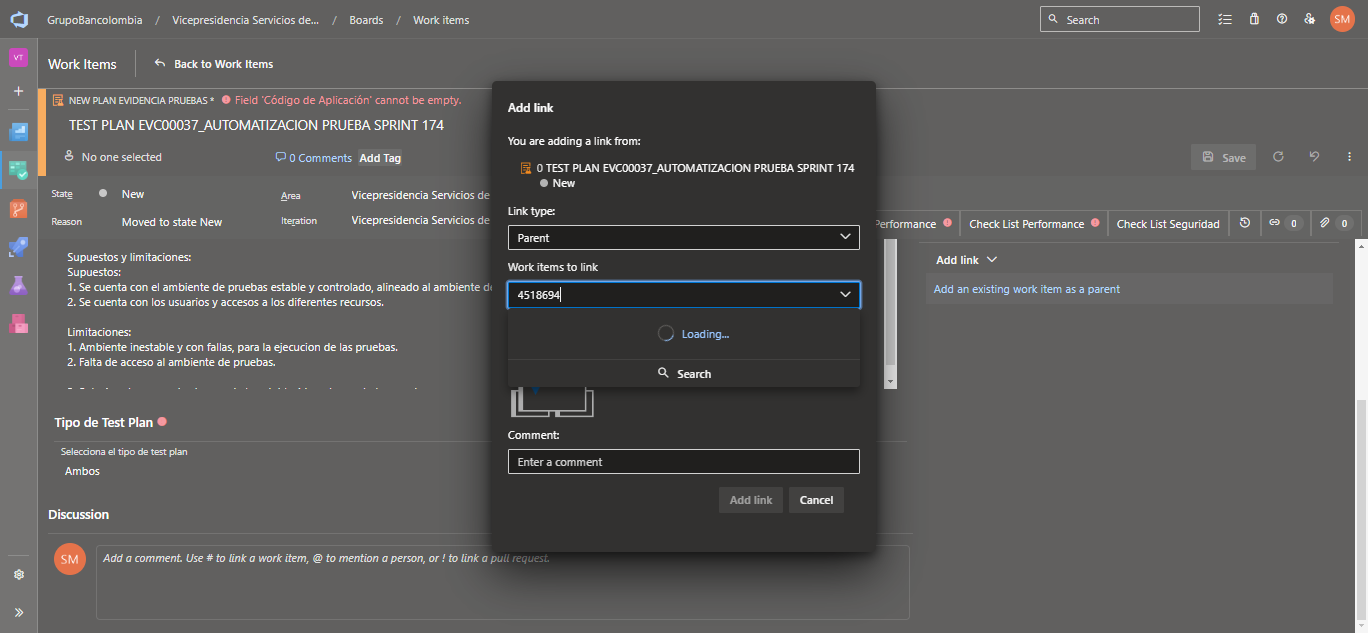 GrupoBancolombia / Vicepresidencia Servicios de... / Boards / Work items
Search
SM
VT
Work Items
Back to Work Items
NEW PLAN EVIDENCIA PRUEBAS *
Field 'Código de Aplicación' cannot be empty.
TEST PLAN EVC00037_AUTOMATIZACION PRUEBA SPRINT 174
No one selected
0 Comments
Add Tag
Save
State
New
Area
Vicepresidencia Servicios de
Reason
Moved to state New
Iteration
Vicepresidencia Servicios de
Performance
Check List Performance
Check List Seguridad
0
0
Supuestos y limitaciones:
Supuestos:
1. Se cuenta con el ambiente de pruebas estable y controlado, alineado al ambiente de
2. Se cuenta con los usuarios y accesos a los diferentes recursos.
Limitaciones:
1. Ambiente inestable y con fallas, para la ejecucion de las pruebas.
2. Falta de acceso al ambiente de pruebas.
Tipo de Test Plan
Selecciona el tipo de test plan
Ambos
Discussion
SM
Add a comment. Use # to link a work item, @ to mention a person, or ! to link a pull request.
Add link
You are adding a link from:
0 TEST PLAN EVC00037_AUTOMATIZACION PRUEBA SPRINT 174
New
Link type:
Parent
Work items to link
4518694
Loading...
Search
Comment:
Enter a comment
Add link
Cancel
Add link
Add an existing work item as a parent